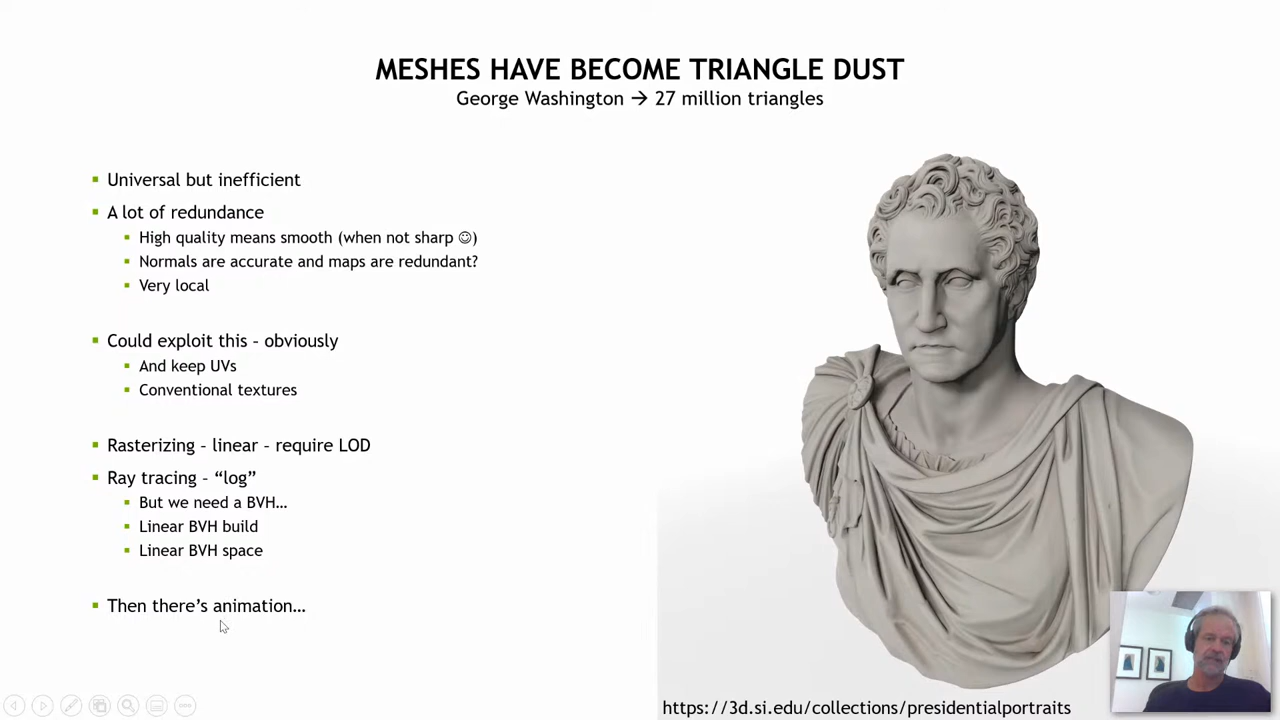 MESHES HAVE BECOME TRIANGLE DUST
George Washington → 27 million triangles
▪ Universal but inefficient
▪ A lot of redundance
▪ High quality means smooth (when not sharp ☺)
▪ Normals are accurate and maps are redundant?
▪ Very local
▪ Could exploit this – obviously
▪ And keep UVs
▪ Conventional textures
▪ Rasterizing – linear – require LOD
▪ Ray tracing – “log”
▪ But we need a BVH…
▪ Linear BVH build
▪ Linear BVH space
▪ Then there’s animation…
https://3d.si.edu/collections/presidentialportraits